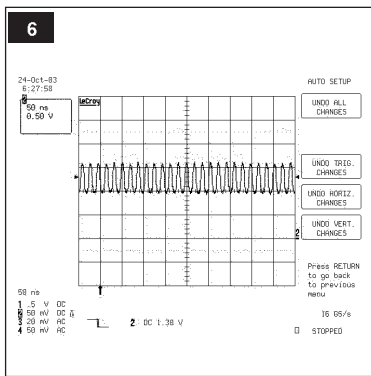 6
24-Oct-83
6:27:58
50 ns
0.50 V
LeCroy
AUTO SETUP
UNDO ALL
CHANGES
UNDO TRIG.
CHANGES
UNDO HORIZ.
CHANGES
UNDO VERT.
CHANGES
2
Press RETURN
to go back
to previous
menu
50 ns
1 .5 V DC
2 50 mV DC
3 20 mV AC
4 50 mV AC
2 DC 1.38 V
16 GS/s
STOPPED